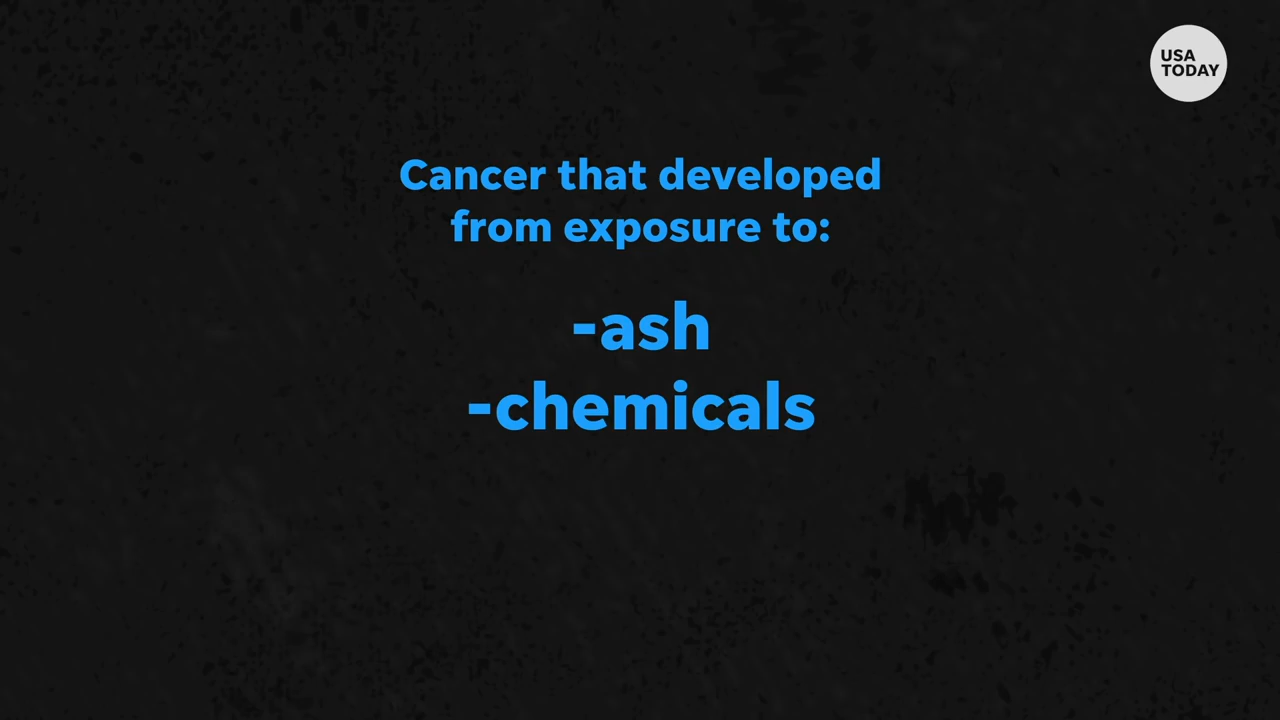 USA
TODAY
Cancer that developed
from exposure to:
-ash
-chemicals